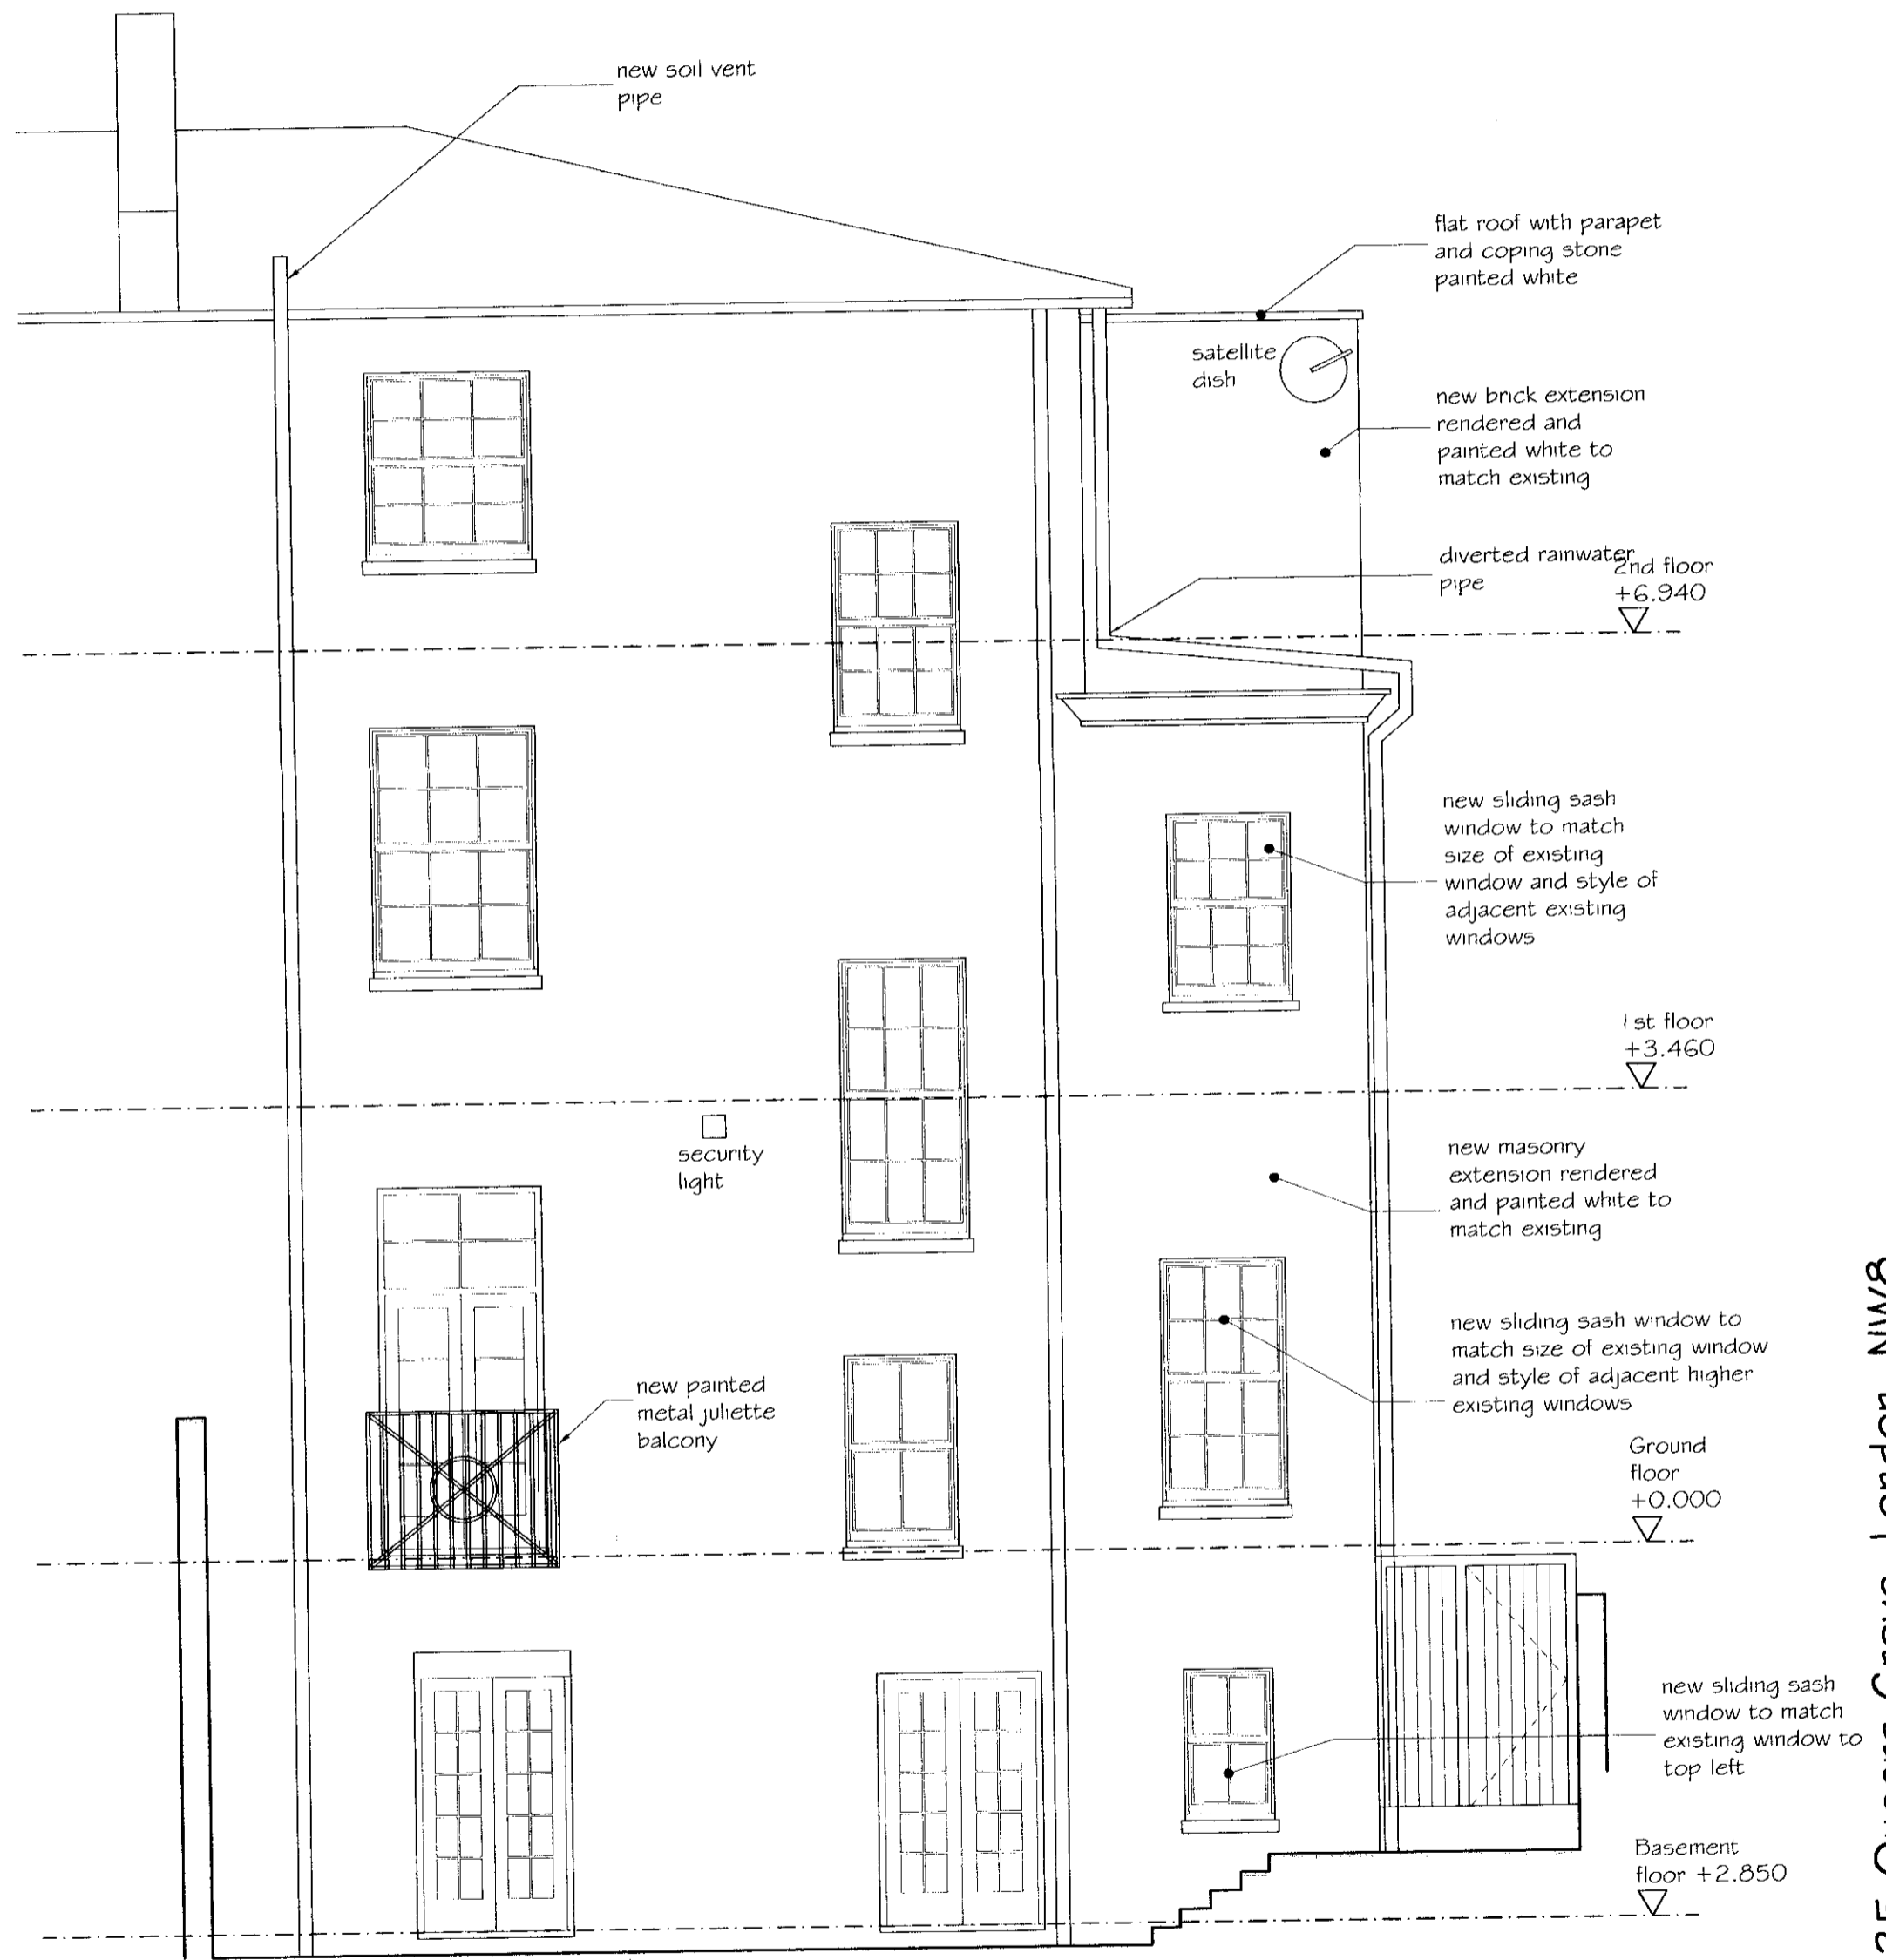 new soil vent
pipe
flat roof with parapet
and coping stone
painted white
satellite
dish
new brick extension
rendered and
painted white to
match existing
diverted rainwater
pipe
2nd floor
+6.940
new sliding sash
window to match
size of existing
window and style of
adjacent existing
windows
1st floor
+3.460
security
light
new masonry
extension rendered
and painted white to
match existing
new sliding sash window to
match size of existing window
and style of adjacent higher
existing windows
new painted
metal juliette
balcony
Ground
floor
+0.000
new sliding sash
window to match
existing window to
top left
Basement
floor +2.850
Queens Grove, London NW8